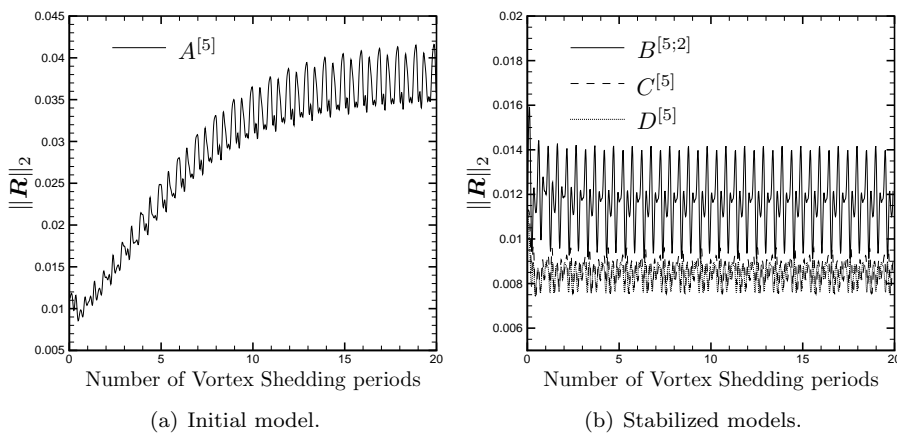 0.045
0.04
0.035
0.03
0.025
0.02
0.015
0.01
0.005
‖R‖₂
A^[5]
0 5 10 15 20
Number of Vortex Shedding periods
(a) Initial model.
0.02
0.018
0.016
0.014
0.012
0.01
0.008
0.006
‖R‖₂
B^[5;2]
C^[5]
D^[5]
0 5 10 15 20
Number of Vortex Shedding periods
(b) Stabilized models.